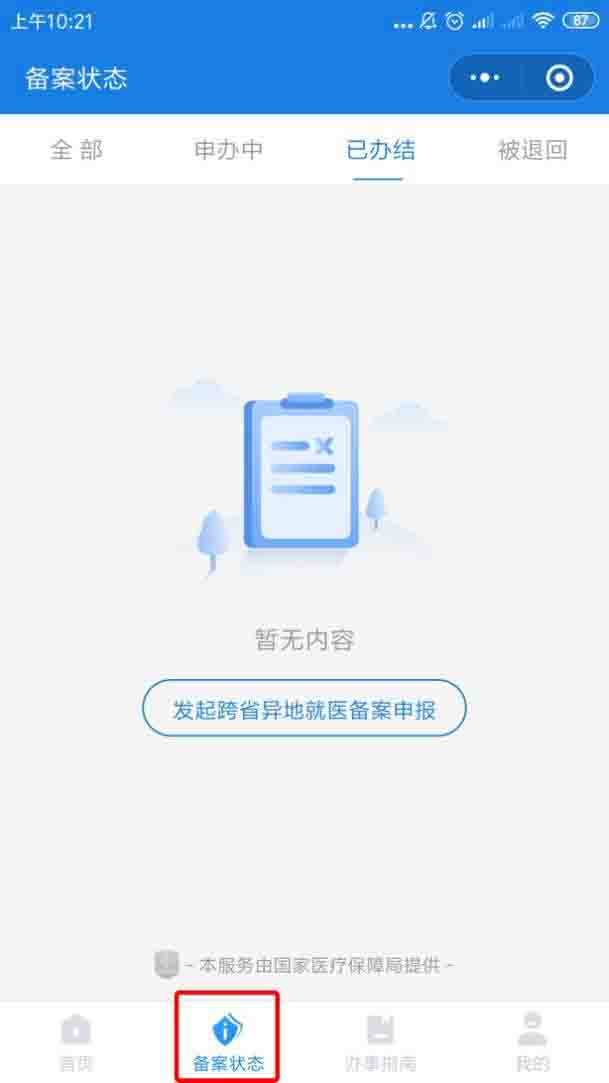 上午10:21
87
备案状态
全部
申办中
已办结
被退回
暂无内容
发起跨省异地就医备案申报
- 本服务由国家医疗保障局提供 -
首页
备案状态
办事指南
我的